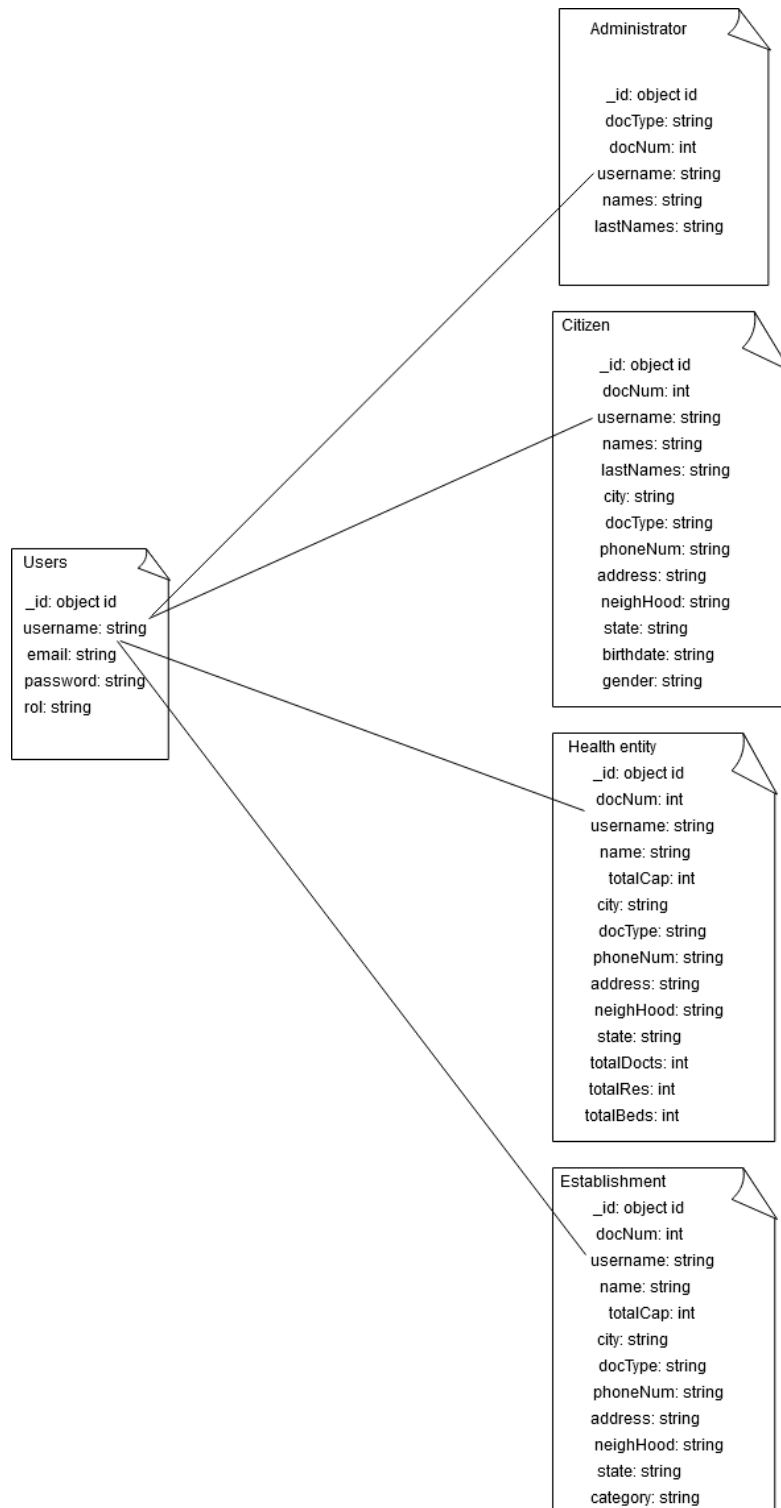 Administrator
_id: object id
docType: string
docNum: int
username: string
names: string
lastNames: string
Citizen
_id: object id
docNum: int
username: string
names: string
lastNames: string
city: string
docType: string
phoneNum: string
address: string
neighHood: string
state: string
birthdate: string
gender: string
Users
_id: object id
username: string
email: string
password: string
rol: string
Health entity
_id: object id
docNum: int
username: string
name: string
totalCap: int
city: string
docType: string
phoneNum: string
address: string
neighHood: string
state: string
totalDocts: int
totalRes: int
totalBeds: int
Establishment
_id: object id
docNum: int
username: string
name: string
totalCap: int
city: string
docType: string
phoneNum: string
address: string
neighHood: string
state: string
category: string